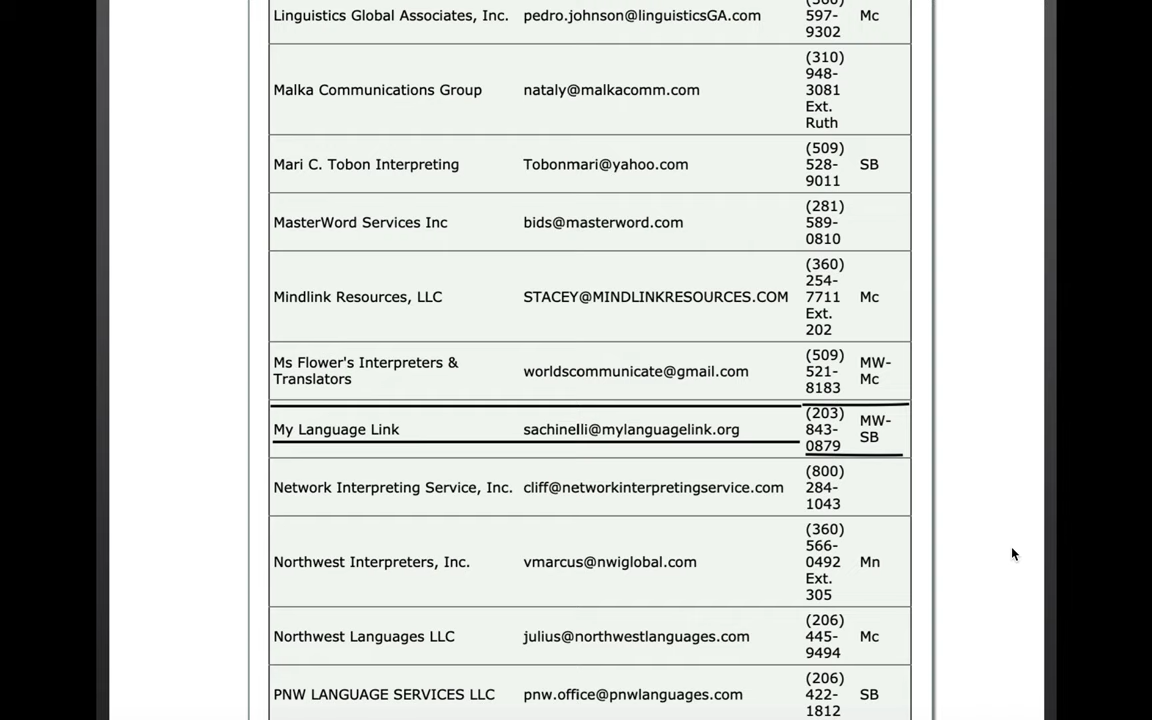 Linguistics Global Associates, Inc. pedro.johnson@linguisticsGA.com 597-9302 Mc
Malka Communications Group nataly@malkacomm.com (310) 948-3081 Ext. Ruth
Mari C. Tobon Interpreting Tobonmari@yahoo.com (509) 528-9011 SB
MasterWord Services Inc bids@masterword.com (281) 589-0810
Mindlink Resources, LLC STACEY@MINDLINKRESOURCES.COM (360) 254-7711 Ext. 202 Mc
Ms Flower's Interpreters & Translators worldscommunicate@gmail.com (509) 521-8183 MW-Mc
My Language Link sachinelli@mylanguagelink.org (203) 843-0879 MW-SB
Network Interpreting Service, Inc. cliff@networkinterpretingservice.com (800) 284-1043
Northwest Interpreters, Inc. vmarcus@nwiglobal.com (360) 566-0492 Ext. 305 Mn
Northwest Languages LLC julius@northwestlanguages.com (206) 445-9494 Mc
PNW LANGUAGE SERVICES LLC pnw.office@pnwlanguages.com (206) 422-1812 SB